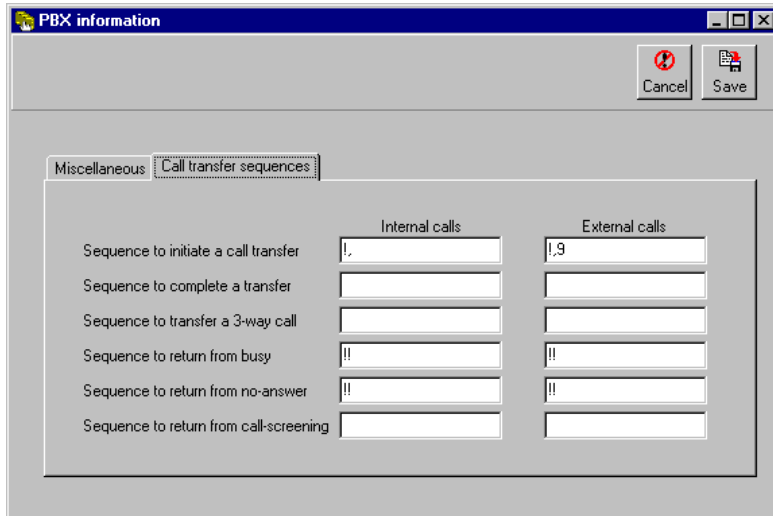 PBX information
Cancel Save
Miscellaneous Call transfer sequences
Internal calls External calls
Sequence to initiate a call transfer !, !,9
Sequence to complete a transfer
Sequence to transfer a 3-way call
Sequence to return from busy !! !!
Sequence to return from no-answer !! !!
Sequence to return from call-screening